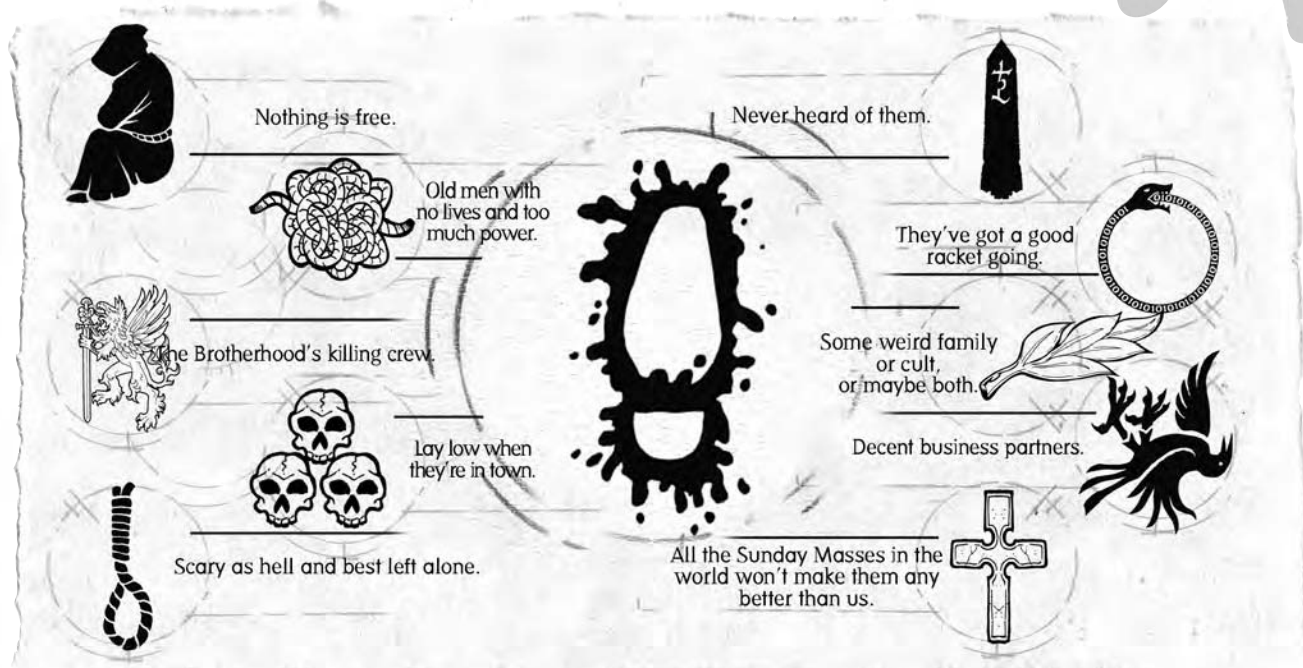 Nothing is free.
Old men with
no lives and too
much power.
The Brotherhood's killing crew.
Lay low when
they're in town.
Scary as hell and best left alone.
Never heard of them.
They've got a good
racket going.
Some weird family
or cult,
or maybe both.
Decent business partners.
All the Sunday Masses in the
world won't make them any
better than us.